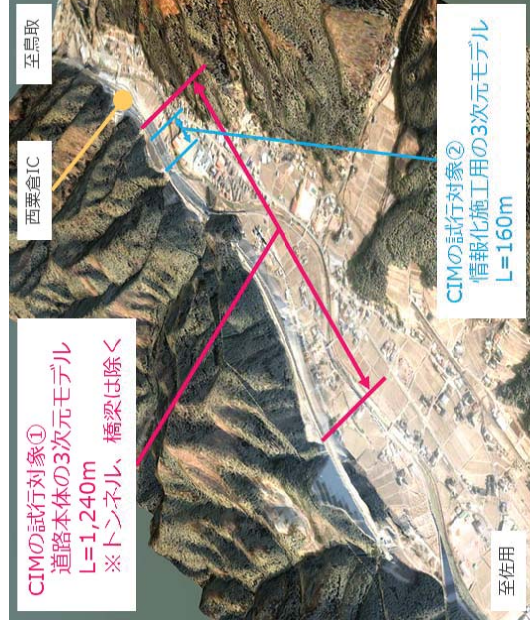 CIMの試行対象①
道路本体の3次元モデル
L=1,240m
※トンネル、橋梁は除く
西粟倉IC
至鳥取
CIMの試行対象②
情報化施工用の3次元モデル
L=160m
至佐用